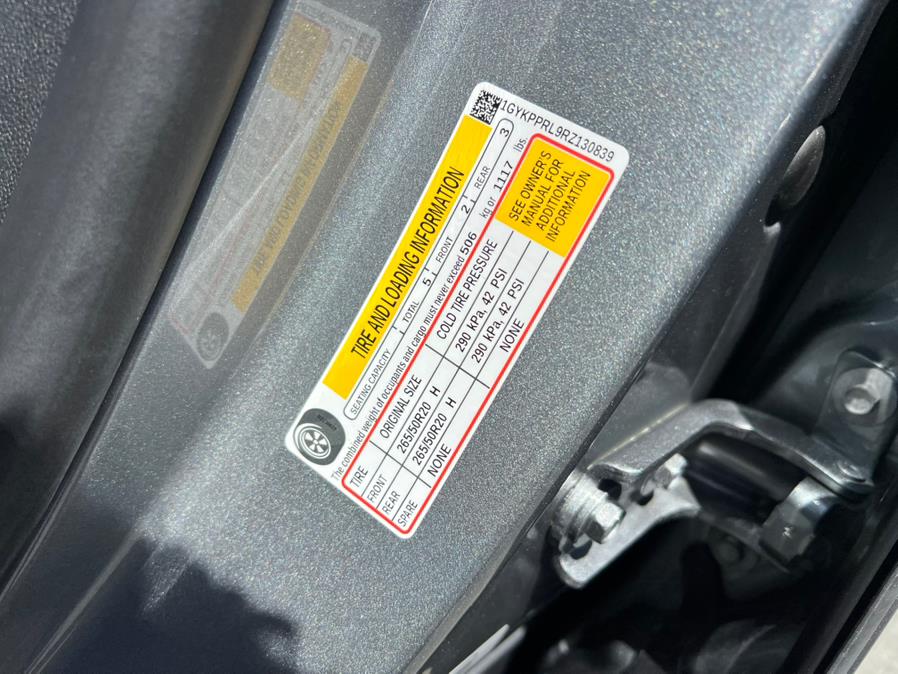 1GYKPPRL9RZ130839
TIRE AND LOADING INFORMATION
SEATING CAPACITY TOTAL 5 FRONT 2 REAR 3
The combined weight of occupants and cargo must never exceed 506 kg or 1117 lbs.
TIRE ORIGINAL SIZE COLD TIRE PRESSURE
FRONT 265/50R20 H 290 kPa, 42 PSI
REAR 265/50R20 H 290 kPa, 42 PSI
SPARE NONE NONE
SEE OWNER'S
MANUAL FOR
ADDITIONAL
INFORMATION